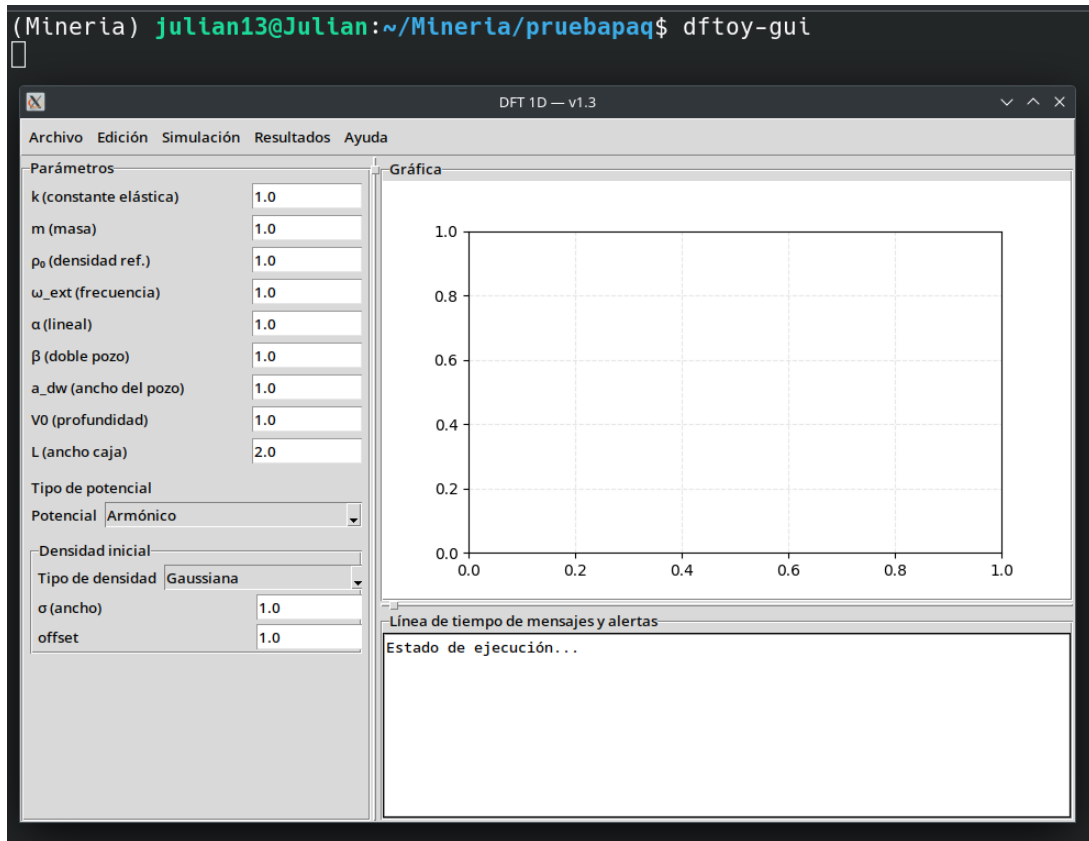 (Mineria) julian13@Julian:~/Mineria/pruebapaq$ dftoy-gui
DFT 1D — v1.3
Archivo Edición Simulación Resultados Ayuda
Parámetros
k (constante elástica) 1.0
m (masa) 1.0
ρ₀ (densidad ref.) 1.0
ω_ext (frecuencia) 1.0
α (lineal) 1.0
β (doble pozo) 1.0
a_dw (ancho del pozo) 1.0
V0 (profundidad) 1.0
L (ancho caja) 2.0
Tipo de potencial
Potencial Armónico
Densidad inicial
Tipo de densidad Gaussiana
σ (ancho) 1.0
offset 1.0
Gráfica
1.0
0.8
0.6
0.4
0.2
0.0
0.0 0.2 0.4 0.6 0.8 1.0
Línea de tiempo de mensajes y alertas
Estado de ejecución...